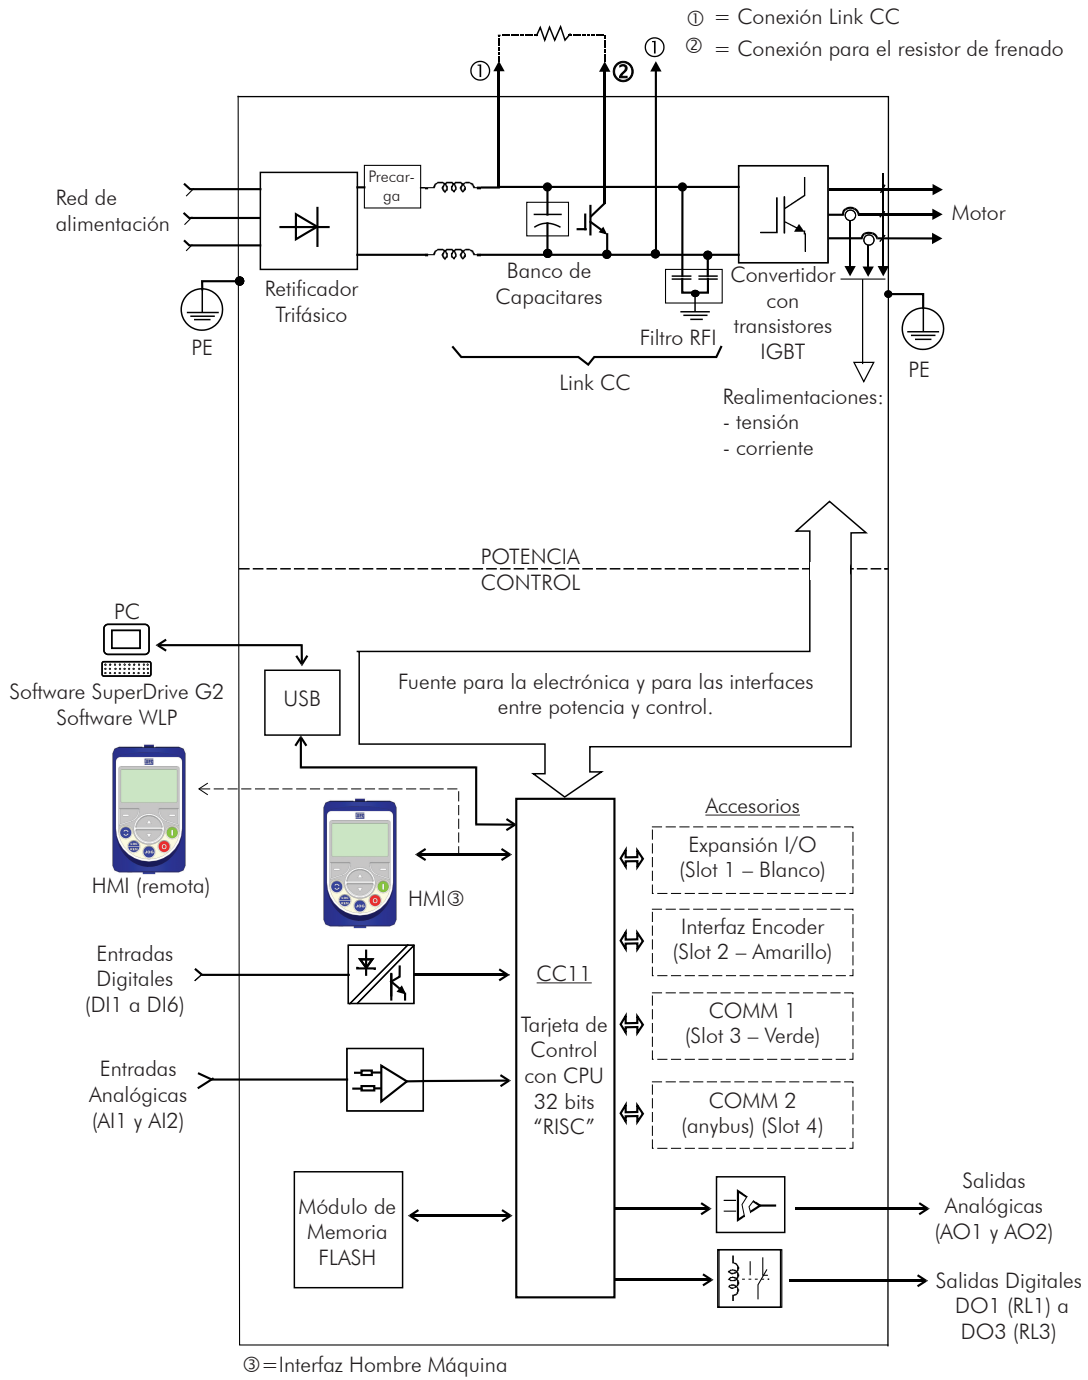 ① = Conexión Link CC
② = Conexión para el resistor de frenado
①
②
①
Red de
alimentación
Precar-
ga
Motor
Retificador
Trifásico
Banco de
Capacitares
Convertidor
con
transistores
IGBT
Filtro RFI
PE
PE
Link CC
Realimentaciones:
- tensión
- corriente
POTENCIA
CONTROL
PC
Software SuperDrive G2
Software WLP
USB
Fuente para la electrónica y para las interfaces
entre potencia y control.
HMI (remota)
HMI③
Accesorios
Expansión I/O
(Slot 1 – Blanco)
Interfaz Encoder
(Slot 2 – Amarillo)
COMM 1
(Slot 3 – Verde)
COMM 2
(anybus) (Slot 4)
Entradas
Digitales
(DI1 a DI6)
CC11
Tarjeta de
Control
con CPU
32 bits
“RISC”
Entradas
Analógicas
(AI1 y AI2)
Módulo de
Memoria
FLASH
Salidas
Analógicas
(AO1 y AO2)
Salidas Digitales
DO1 (RL1) a
DO3 (RL3)
③=Interfaz Hombre Máquina